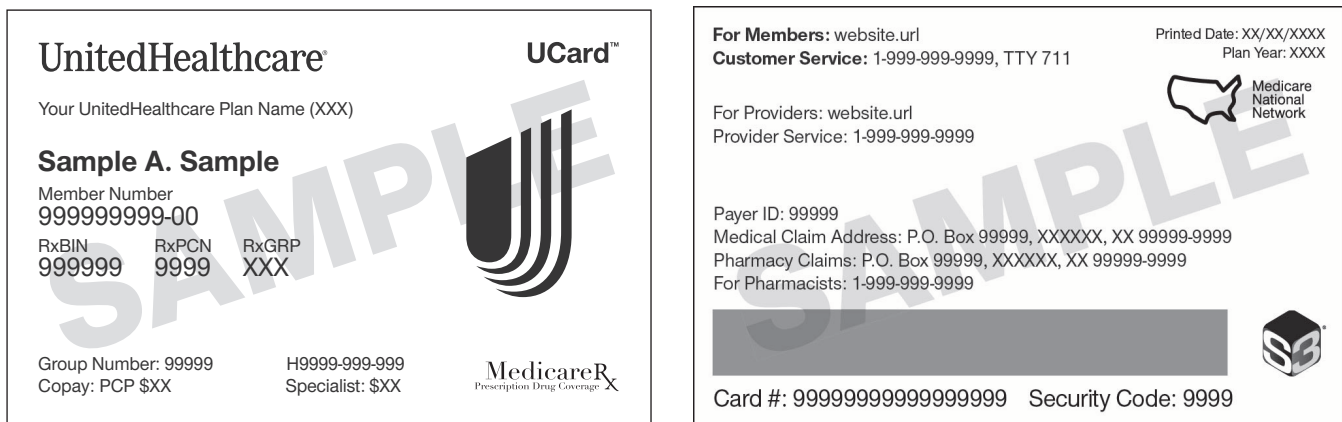 UnitedHealthcare®
UCard™
Your UnitedHealthcare Plan Name (XXX)
Sample A. Sample
Member Number
999999999-00
RxBIN RxPCN RxGRP
999999 9999 XXX
Group Number: 99999 H9999-999-999
Copay: PCP $XX Specialist: $XX
MedicareRx
Prescription Drug Coverage
SAMPLE
For Members: website.url
Customer Service: 1-999-999-9999, TTY 711
Printed Date: XX/XX/XXXX
Plan Year: XXXX
Medicare
National
Network
For Providers: website.url
Provider Service: 1-999-999-9999
Payer ID: 99999
Medical Claim Address: P.O. Box 99999, XXXXXX, XX 99999-9999
Pharmacy Claims: P.O. Box 99999, XXXXXX, XX 99999-9999
For Pharmacists: 1-999-999-9999
S3
Card #: 99999999999999999 Security Code: 9999
SAMPLE